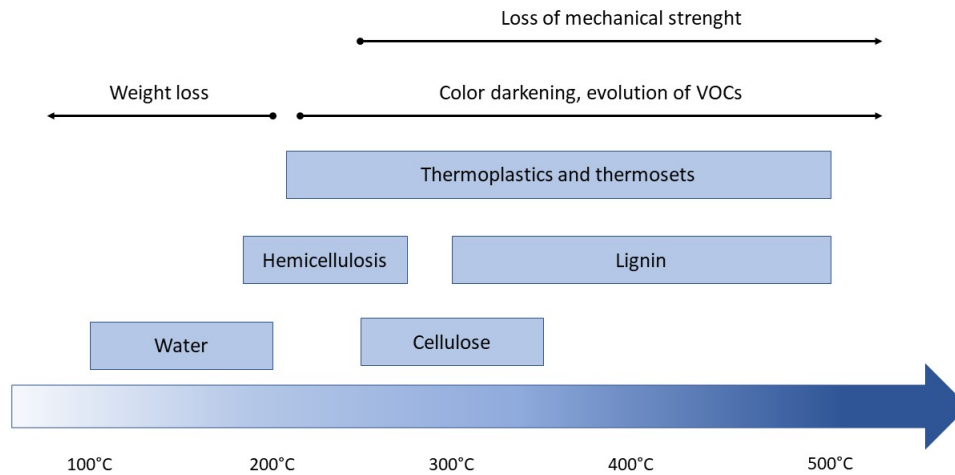 Loss of mechanical strenght
Weight loss
Color darkening, evolution of VOCs
Thermoplastics and thermosets
Hemicellulosis
Lignin
Water
Cellulose
100°C
200°C
300°C
400°C
500°C